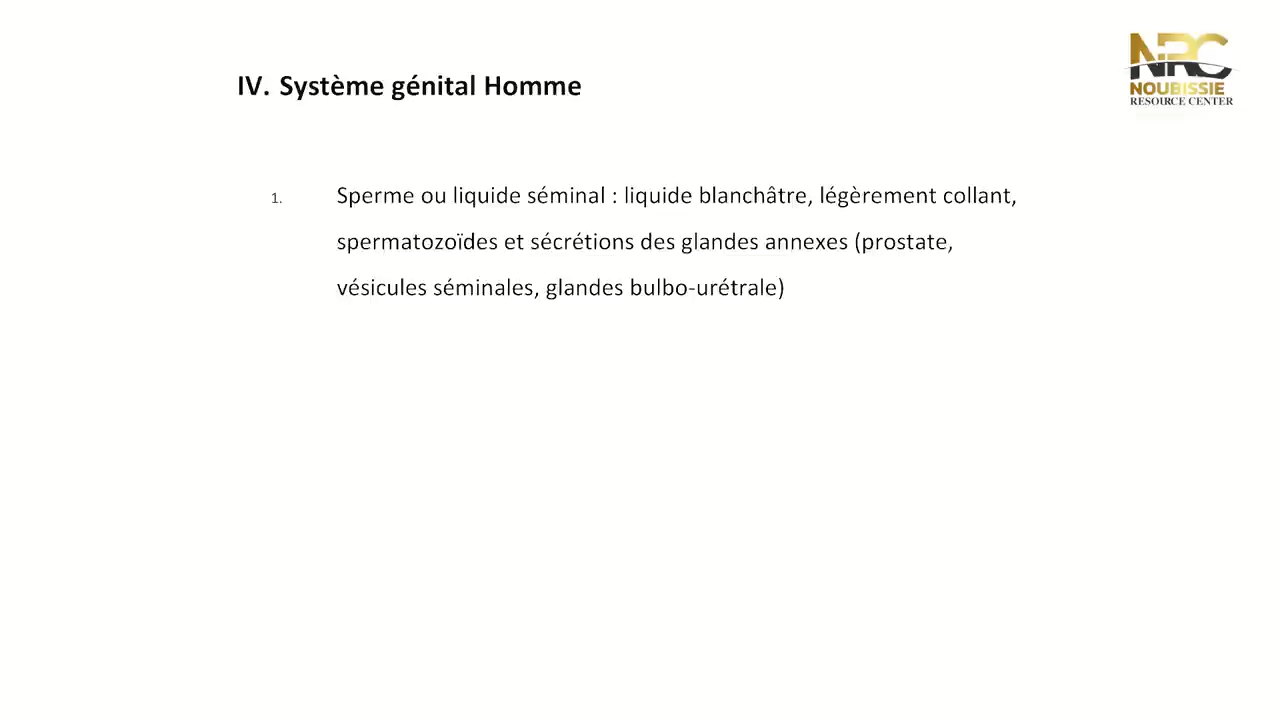 NRC
NOUBISSIE
RESOURCE CENTER
IV. Système génital Homme
1. Sperme ou liquide séminal : liquide blanchâtre, légèrement collant,
spermatozoïdes et sécrétions des glandes annexes (prostate,
vésicules séminales, glandes bulbo-urétrale)